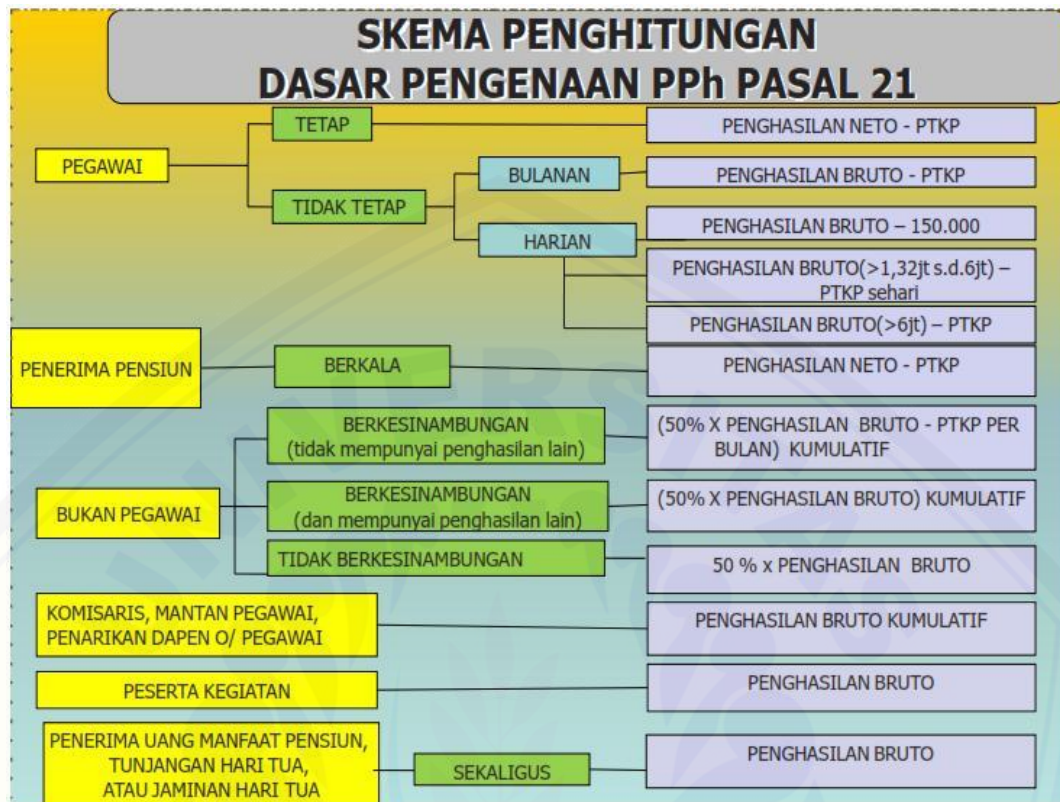 SKEMA PENGHITUNGAN
DASAR PENGENAAN PPh PASAL 21
PEGAWAI
TETAP
PENGHASILAN NETO - PTKP
TIDAK TETAP
BULANAN
PENGHASILAN BRUTO - PTKP
HARIAN
PENGHASILAN BRUTO – 150.000
PENGHASILAN BRUTO(>1,32jt s.d.6jt) –
PTKP sehari
PENGHASILAN BRUTO(>6jt) – PTKP
PENERIMA PENSIUN
BERKALA
PENGHASILAN NETO - PTKP
BUKAN PEGAWAI
BERKESINAMBUNGAN
(tidak mempunyai penghasilan lain)
(50% X PENGHASILAN BRUTO - PTKP PER
BULAN) KUMULATIF
BERKESINAMBUNGAN
(dan mempunyai penghasilan lain)
(50% X PENGHASILAN BRUTO) KUMULATIF
TIDAK BERKESINAMBUNGAN
50 % x PENGHASILAN BRUTO
KOMISARIS, MANTAN PEGAWAI,
PENARIKAN DAPEN O/ PEGAWAI
PENGHASILAN BRUTO KUMULATIF
PESERTA KEGIATAN
PENGHASILAN BRUTO
PENERIMA UANG MANFAAT PENSIUN,
TUNJANGAN HARI TUA,
ATAU JAMINAN HARI TUA
SEKALIGUS
PENGHASILAN BRUTO